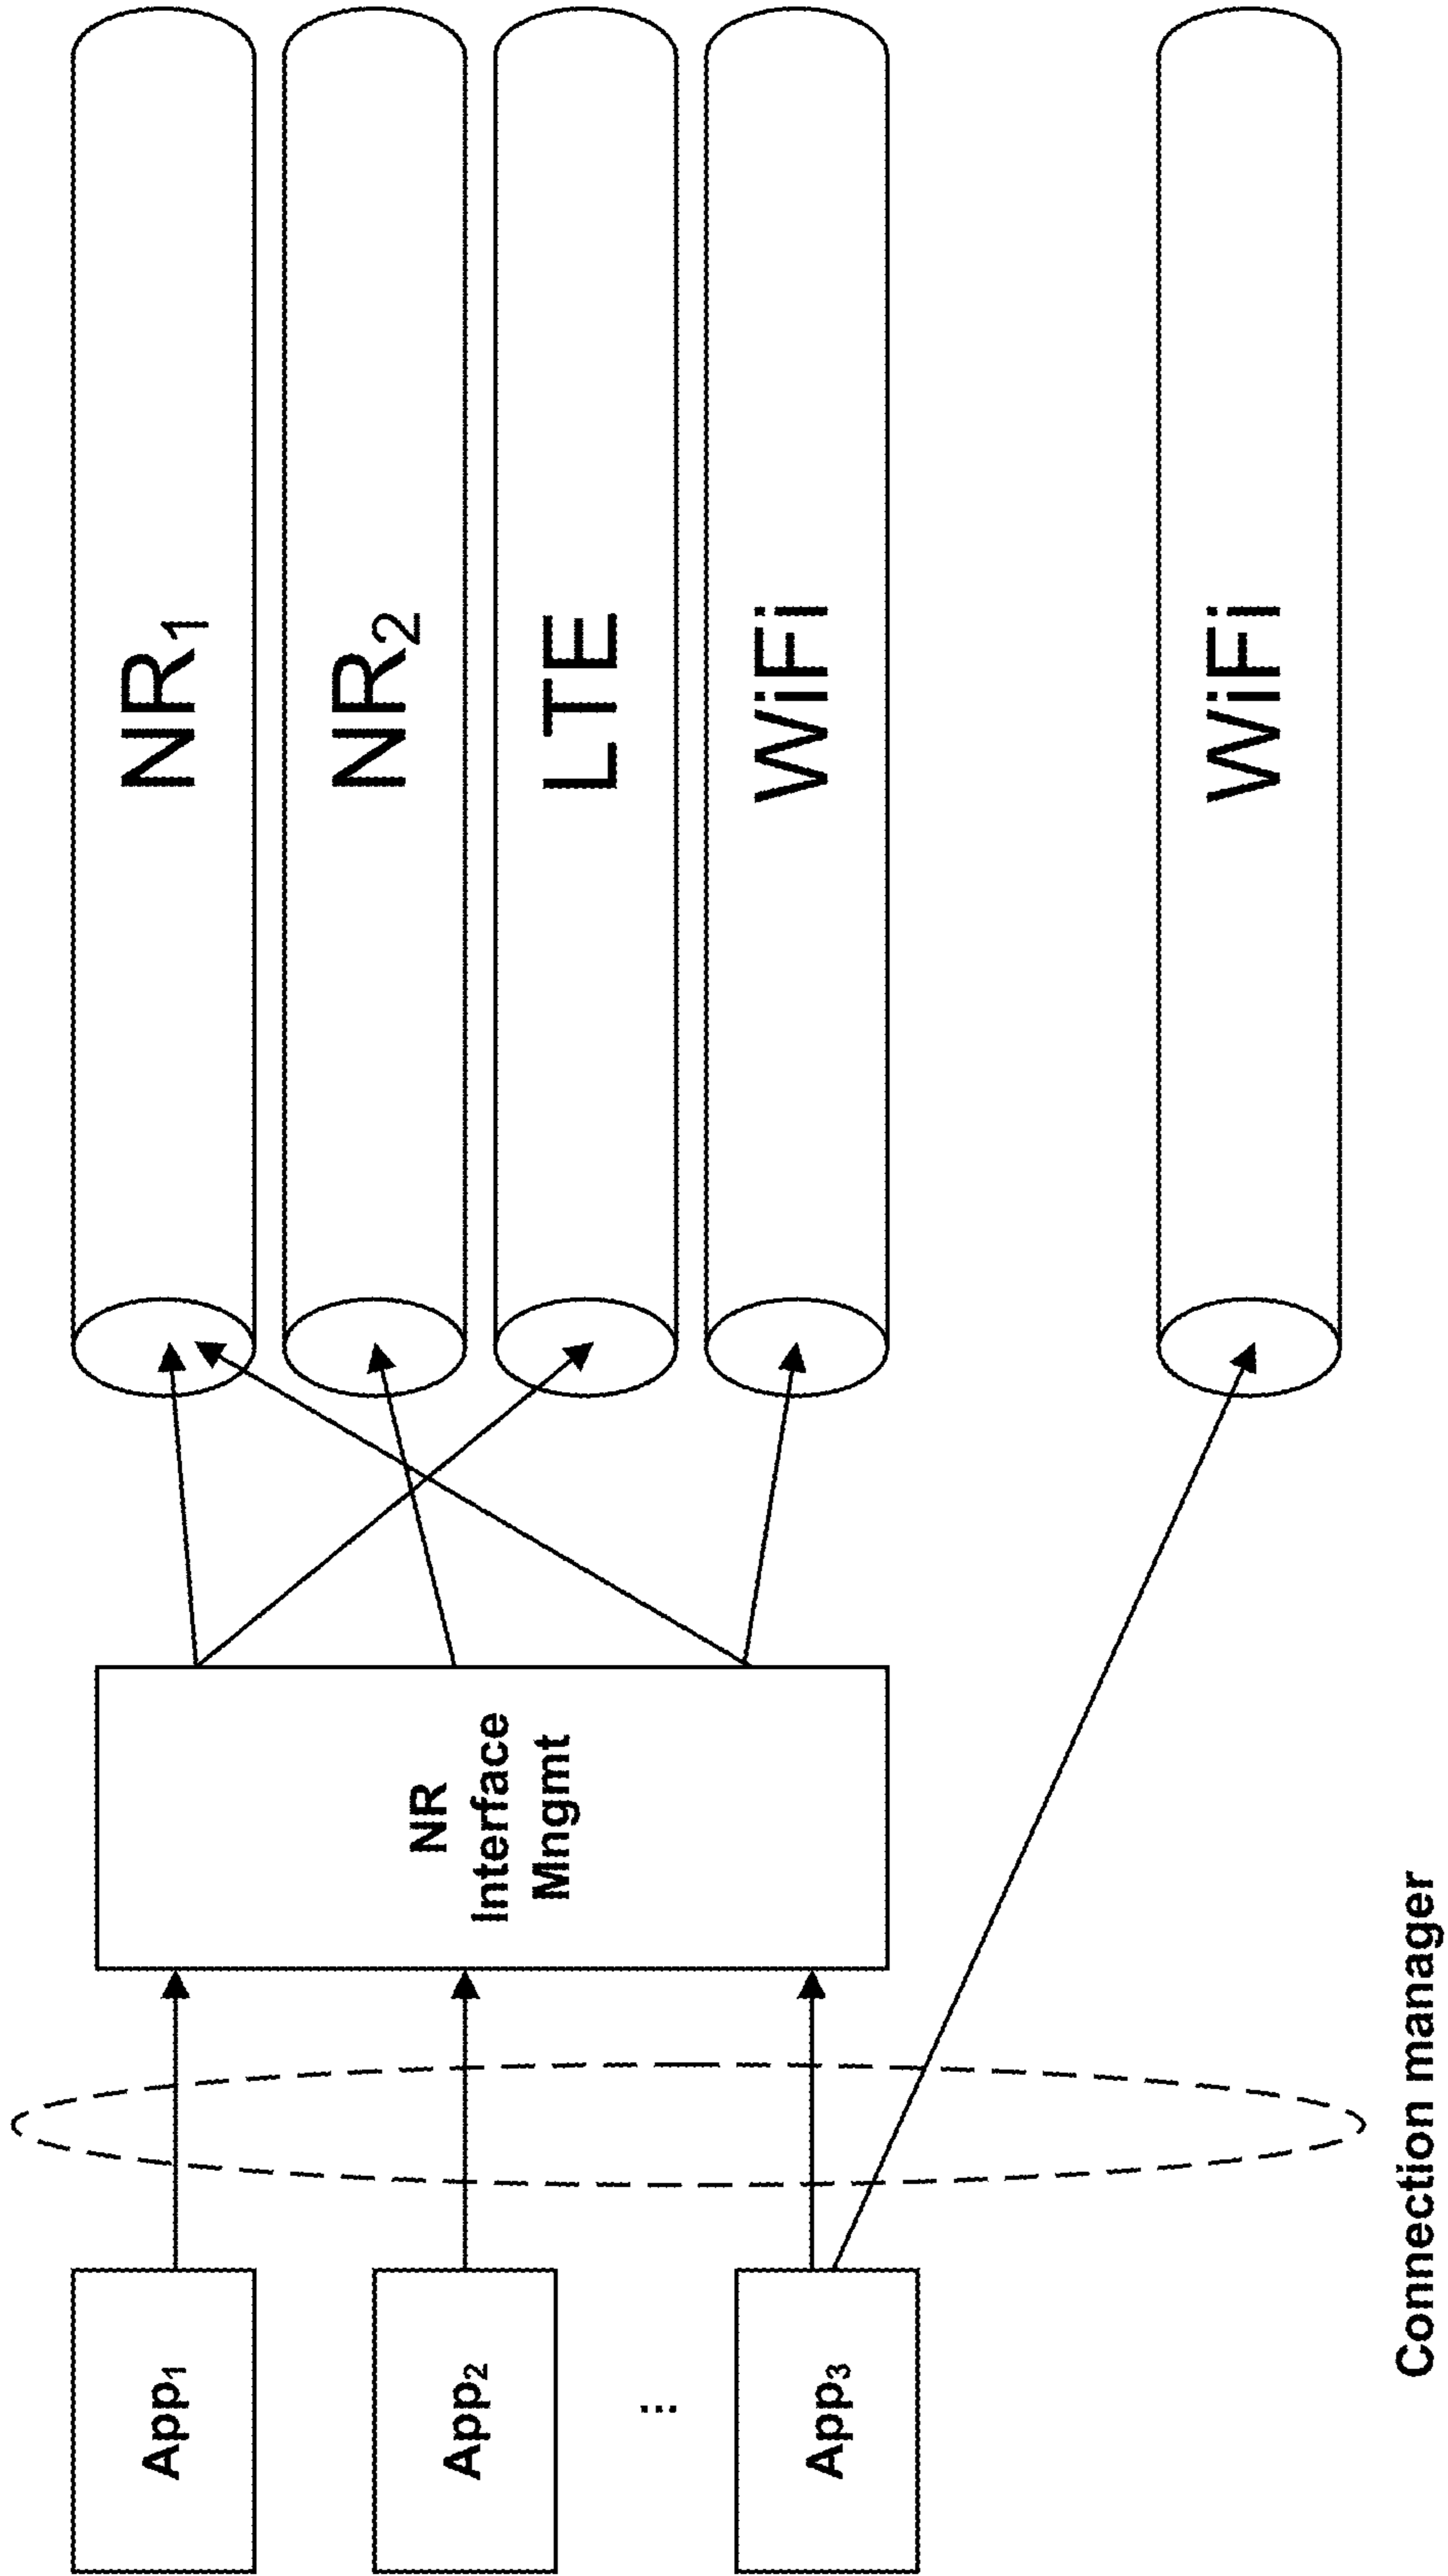 App₁
App₂
...
App₃
Connection manager
NR
Interface
Mngmt
NR₁
NR₂
LTE
WiFi
WiFi